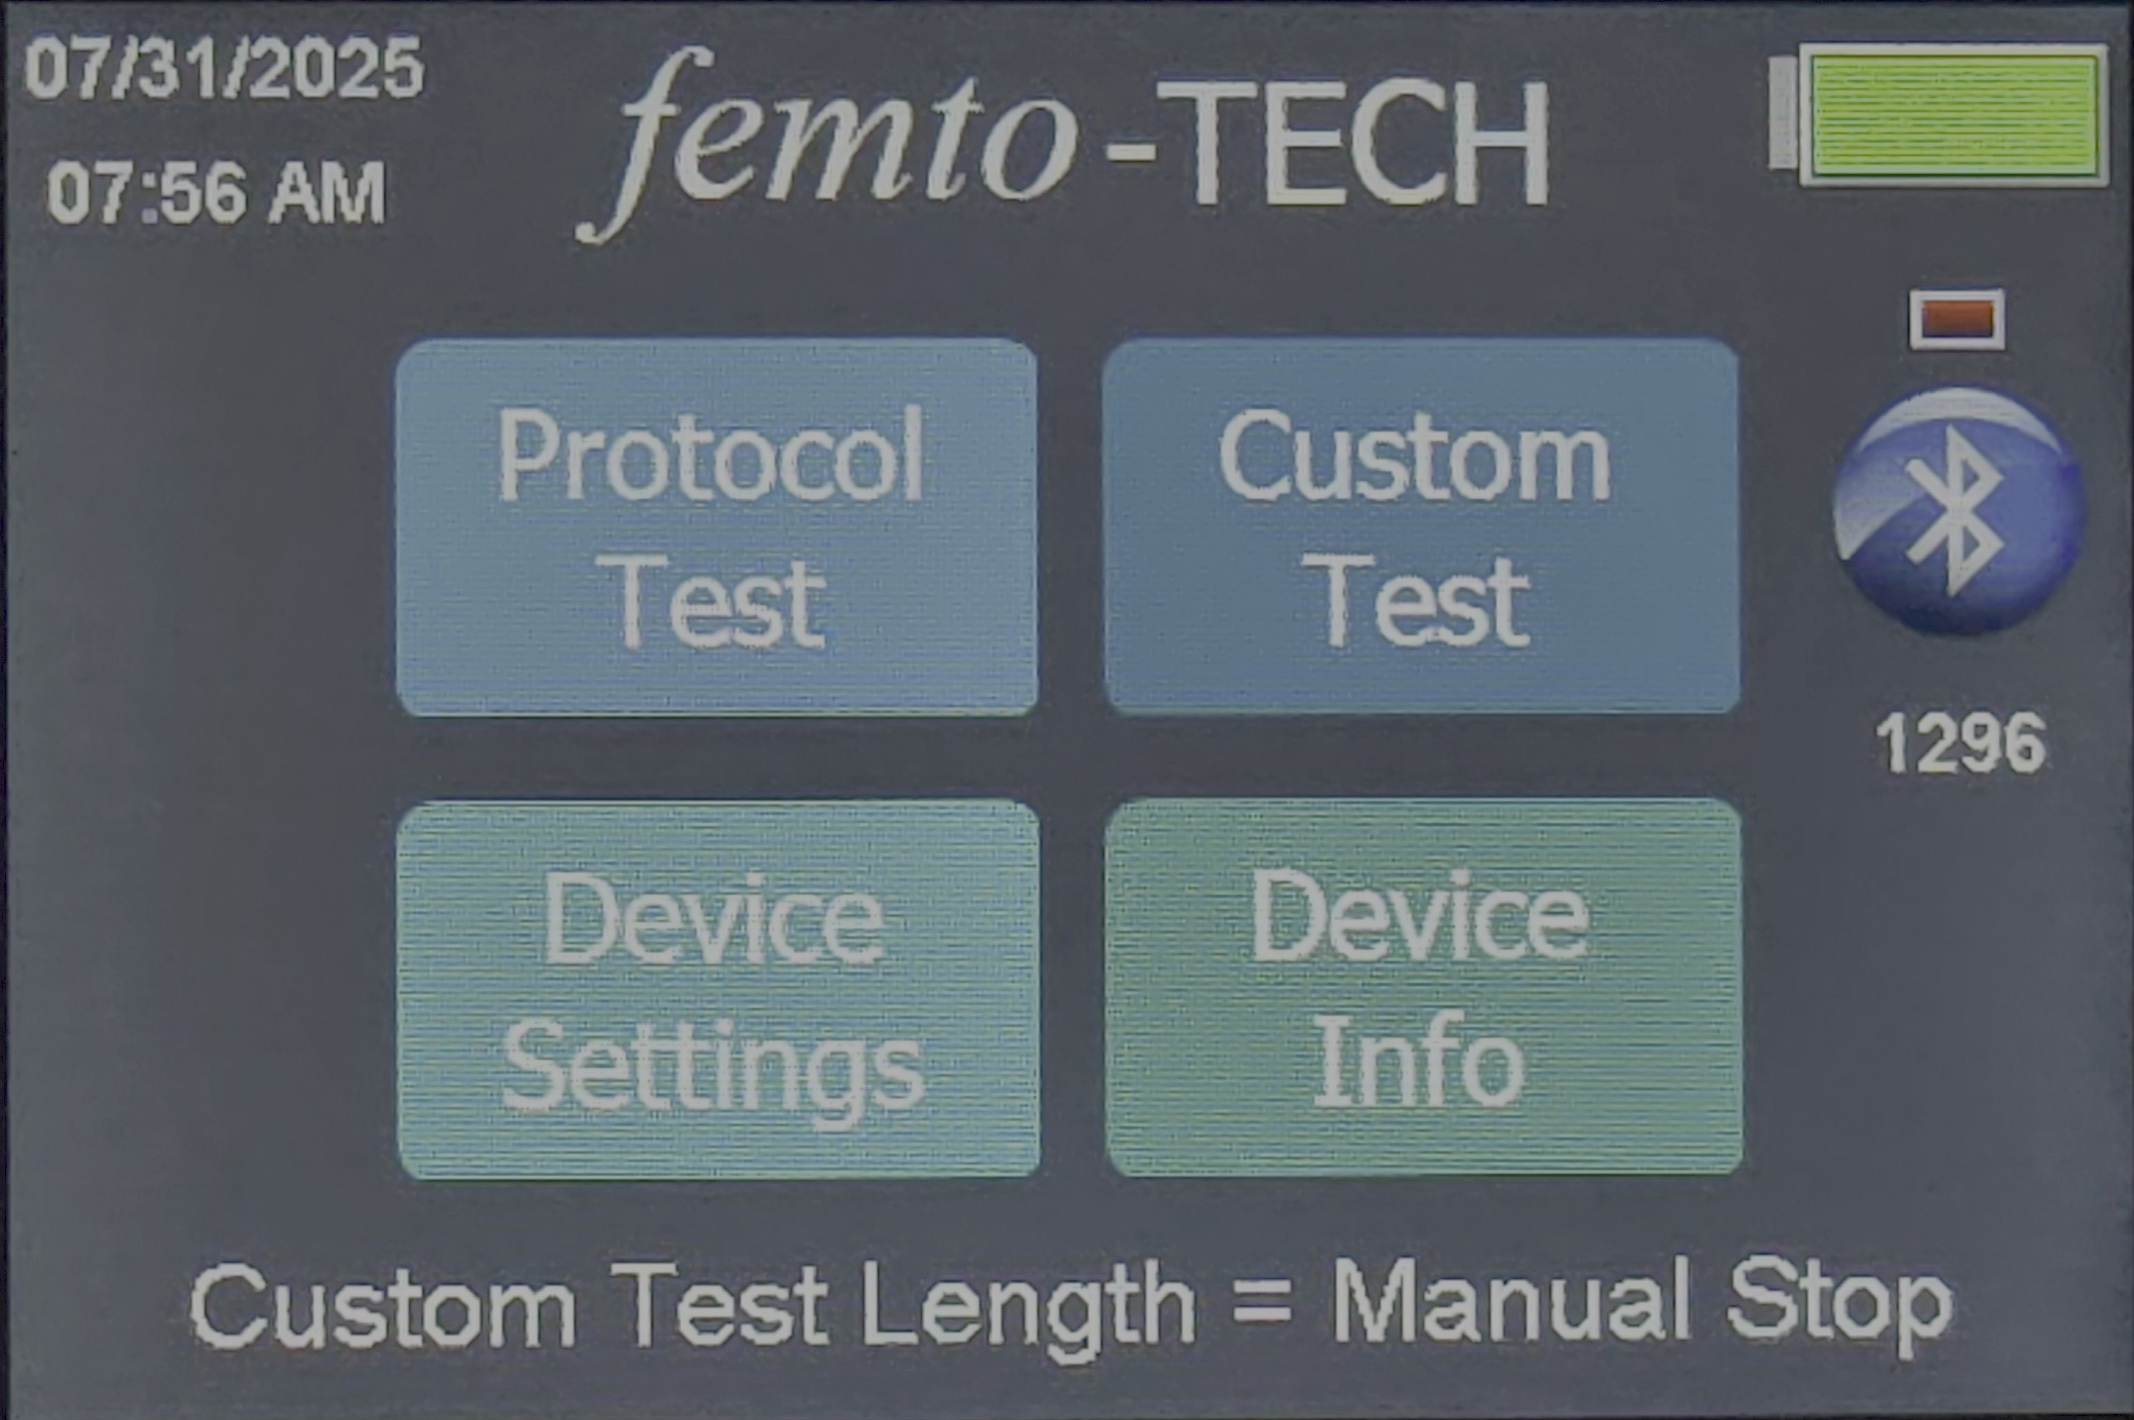 07/31/2025
07:56 AM
femto-TECH
Protocol
Test
Custom
Test
1296
Device
Settings
Device
Info
Custom Test Length = Manual Stop